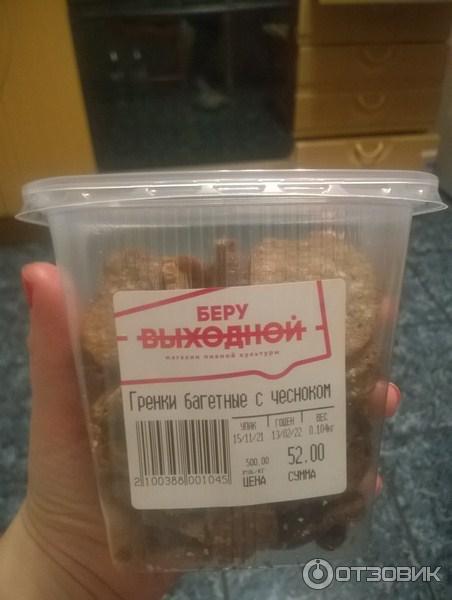 БЕРУ
ВЫХОДНОЙ
магазин пивной культуры
Гренки багетные с чесноком
УПАК ГОДЕН ВЕС
15/11/21 13/02/22 0.104кг
500.00 52.00
РУБ/КГ
ЦЕНА СУММА
2100388001045
ОТЗОВИК